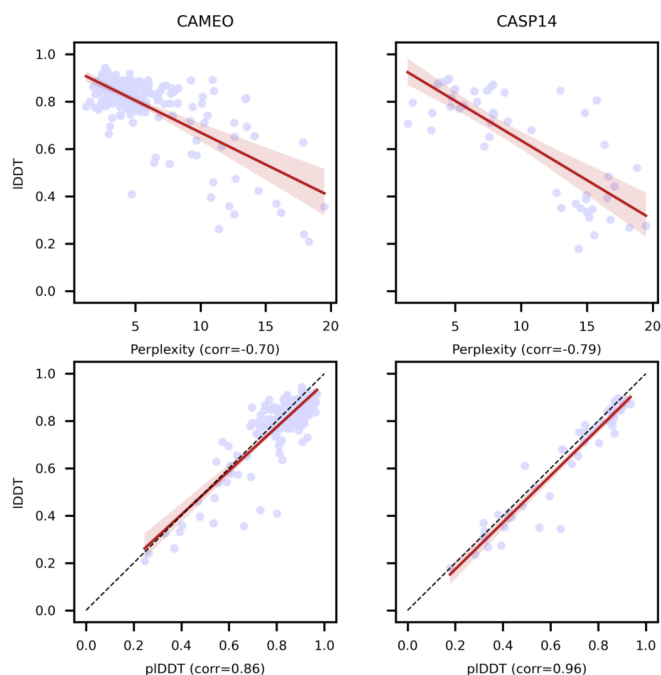 CAMEO
CASP14
1.0
0.8
0.6
0.4
0.2
0.0
lDDT
5 10 15 20
5 10 15 20
Perplexity (corr=-0.70)
Perplexity (corr=-0.79)
1.0
0.8
0.6
0.4
0.2
0.0
lDDT
0.0 0.2 0.4 0.6 0.8 1.0
0.0 0.2 0.4 0.6 0.8 1.0
plDDT (corr=0.86)
plDDT (corr=0.96)